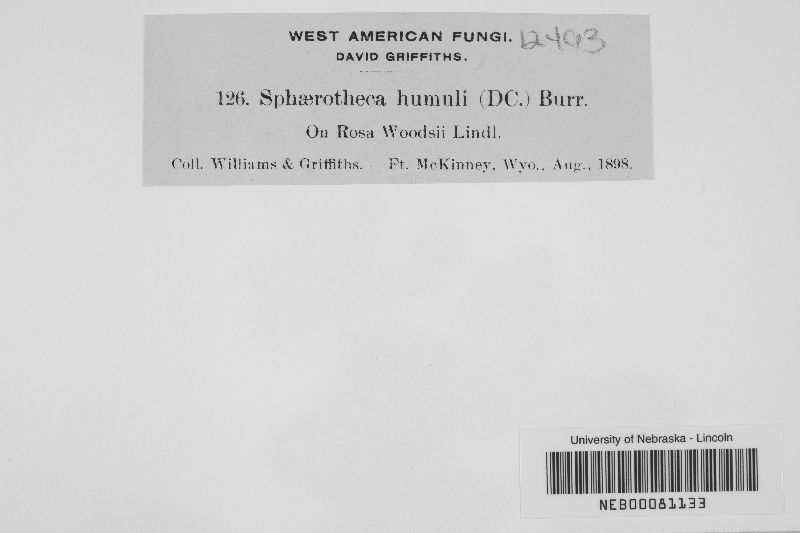 WEST AMERICAN FUNGI. 12403
DAVID GRIFFITHS.
126. Sphærotheca humuli (DC.) Burr.
On Rosa Woodsii Lindl.
Coll. Williams & Griffiths. Ft. McKinney, Wyo., Aug., 1898.
University of Nebraska - Lincoln
NEB00081133